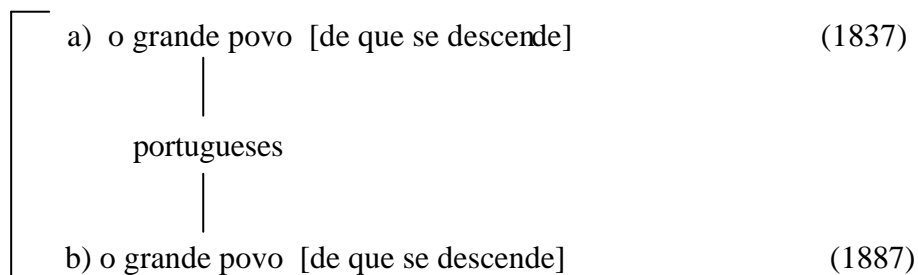 a) o grande povo [de que se descende] (1837)
portugueses
b) o grande povo [de que se descende] (1887)